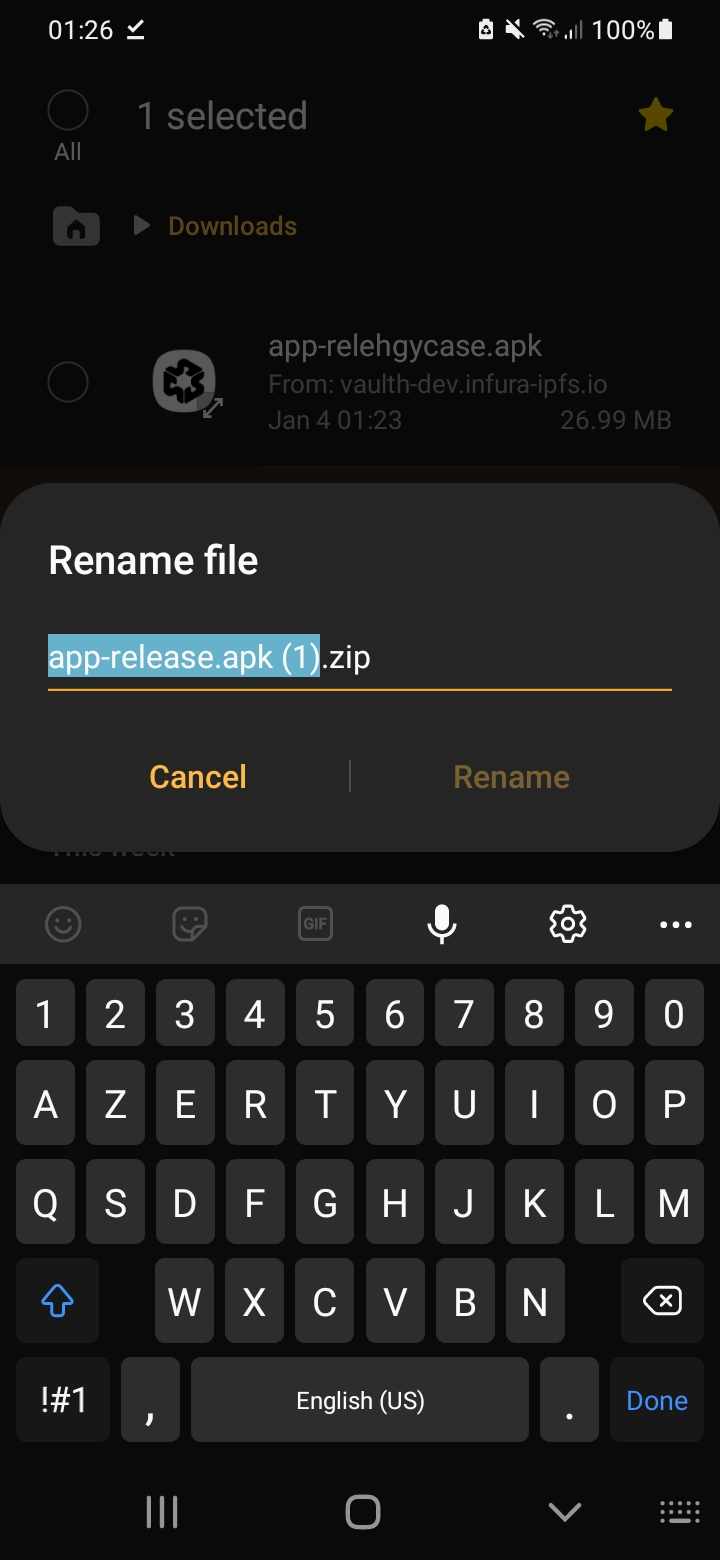 01:26 100%
1 selected
All
Downloads
app-relehgycase.apk
From: vaulth-dev.infura-ipfs.io
Jan 4 01:23 26.99 MB
Rename file
app-release.apk (1).zip
Cancel Rename
This week
GIF
1 2 3 4 5 6 7 8 9 0
A Z E R T Y U I O P
Q S D F G H J K L M
W X C V B N
!#1 , English (US) . Done